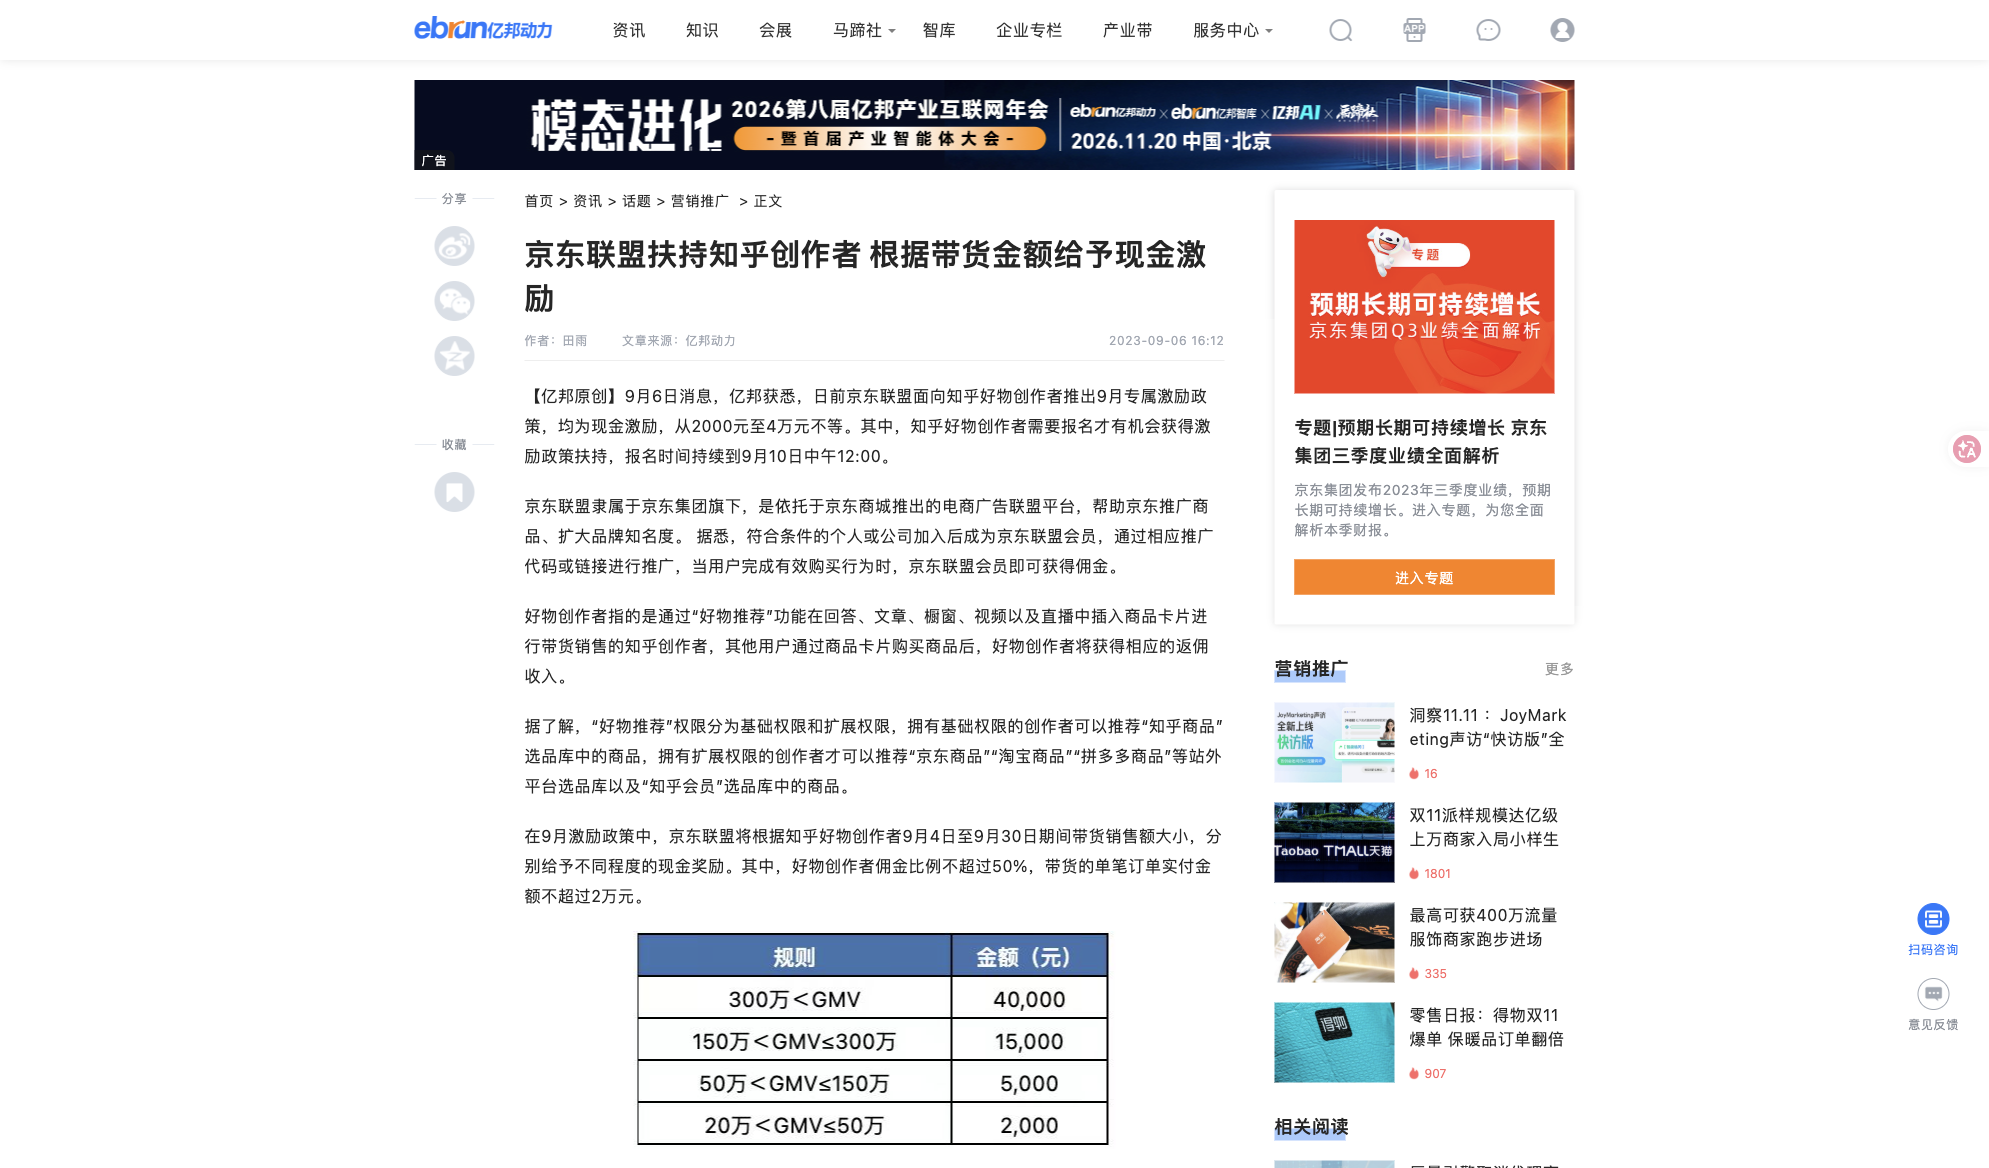 ebrun亿邦动力
资讯 知识 会展 马蹄社 智库 企业专栏 产业带 服务中心
APP
模态进化
2026第八届亿邦产业互联网年会
-暨首届产业智能体大会-
ebrun亿邦动力 × ebrun亿邦智库 × 亿邦AI × 马蹄社
2026.11.20 中国·北京
广告
分享
收藏
首页 > 资讯 > 话题 > 营销推广 > 正文
京东联盟扶持知乎创作者 根据带货金额给予现金激
励
作者：田雨 文章来源：亿邦动力 2023-09-06 16:12
【亿邦原创】9月6日消息，亿邦获悉，日前京东联盟面向知乎好物创作者推出9月专属激励政
策，均为现金激励，从2000元至4万元不等。其中，知乎好物创作者需要报名才有机会获得激
励政策扶持，报名时间持续到9月10日中午12:00。
京东联盟隶属于京东集团旗下，是依托于京东商城推出的电商广告联盟平台，帮助京东推广商
品、扩大品牌知名度。 据悉，符合条件的个人或公司加入后成为京东联盟会员，通过相应推广
代码或链接进行推广，当用户完成有效购买行为时，京东联盟会员即可获得佣金。
好物创作者指的是通过“好物推荐”功能在回答、文章、橱窗、视频以及直播中插入商品卡片进
行带货销售的知乎创作者，其他用户通过商品卡片购买商品后，好物创作者将获得相应的返佣
收入。
据了解，“好物推荐”权限分为基础权限和扩展权限，拥有基础权限的创作者可以推荐“知乎商品”
选品库中的商品，拥有扩展权限的创作者才可以推荐“京东商品”“淘宝商品”“拼多多商品”等站外
平台选品库以及“知乎会员”选品库中的商品。
在9月激励政策中，京东联盟将根据知乎好物创作者9月4日至9月30日期间带货销售额大小，分
别给予不同程度的现金奖励。其中，好物创作者佣金比例不超过50%，带货的单笔订单实付金
额不超过2万元。
规则 金额（元）
300万＜GMV 40,000
150万＜GMV≤300万 15,000
50万＜GMV≤150万 5,000
20万＜GMV≤50万 2,000
专题
预期长期可持续增长
京东集团Q3业绩全面解析
专题|预期长期可持续增长 京东
集团三季度业绩全面解析
京东集团发布2023年三季度业绩，预期
长期可持续增长。进入专题，为您全面
解析本季财报。
进入专题
营销推广 更多
JoyMarketing声访
全新上线
快访版
洞察11.11 ：JoyMark
eting声访“快访版”全
16
Taobao TMALL天猫
双11派样规模达亿级
上万商家入局小样生
1801
最高可获400万流量
服饰商家跑步进场
335
得物
零售日报：得物双11
爆单 保暖品订单翻倍
907
相关阅读
扫码咨询
意见反馈